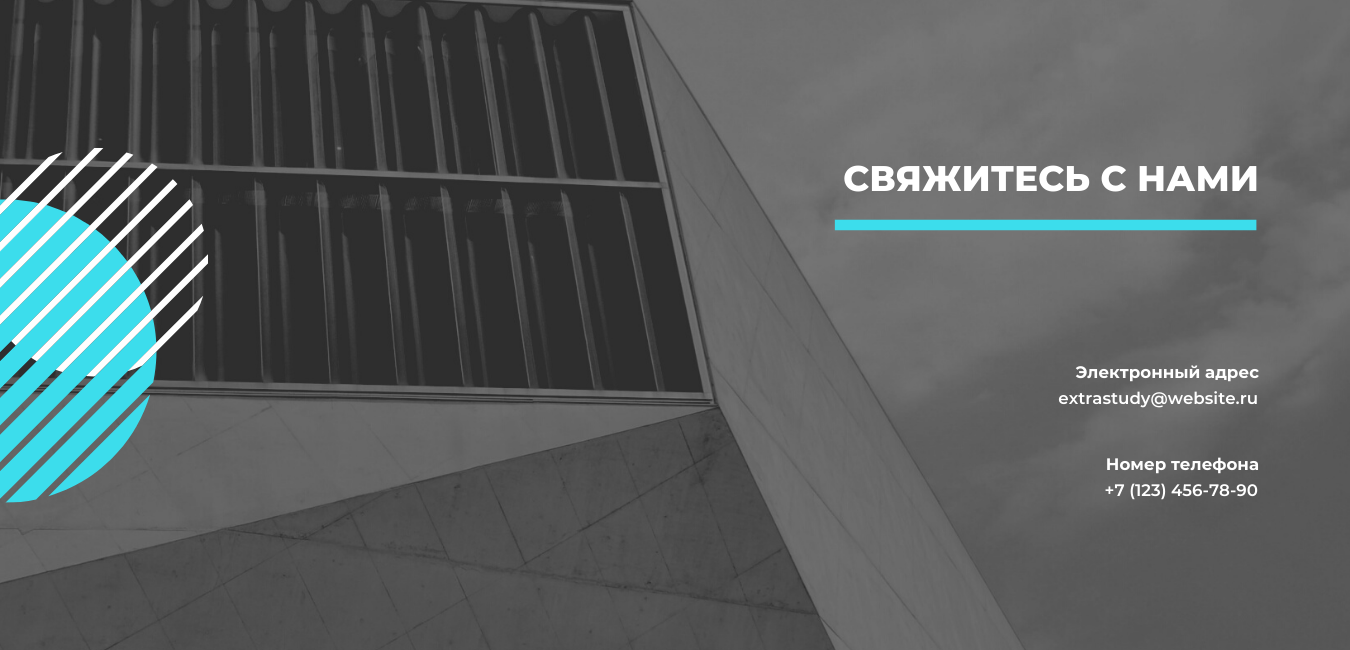 СВЯЖИТЕСЬ С НАМИ
Электронный адрес
extrastudy@website.ru
Номер телефона
+7 (123) 456-78-90